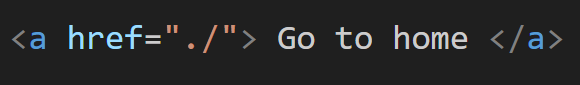 <a href="./"> Go to home </a>